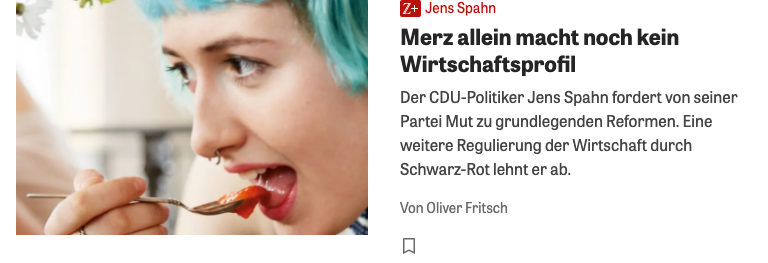 Z+ Jens Spahn
Merz allein macht noch kein
Wirtschaftsprofil
Der CDU-Politiker Jens Spahn fordert von seiner
Partei Mut zu grundlegenden Reformen. Eine
weitere Regulierung der Wirtschaft durch
Schwarz-Rot lehnt er ab.
Von Oliver Fritsch